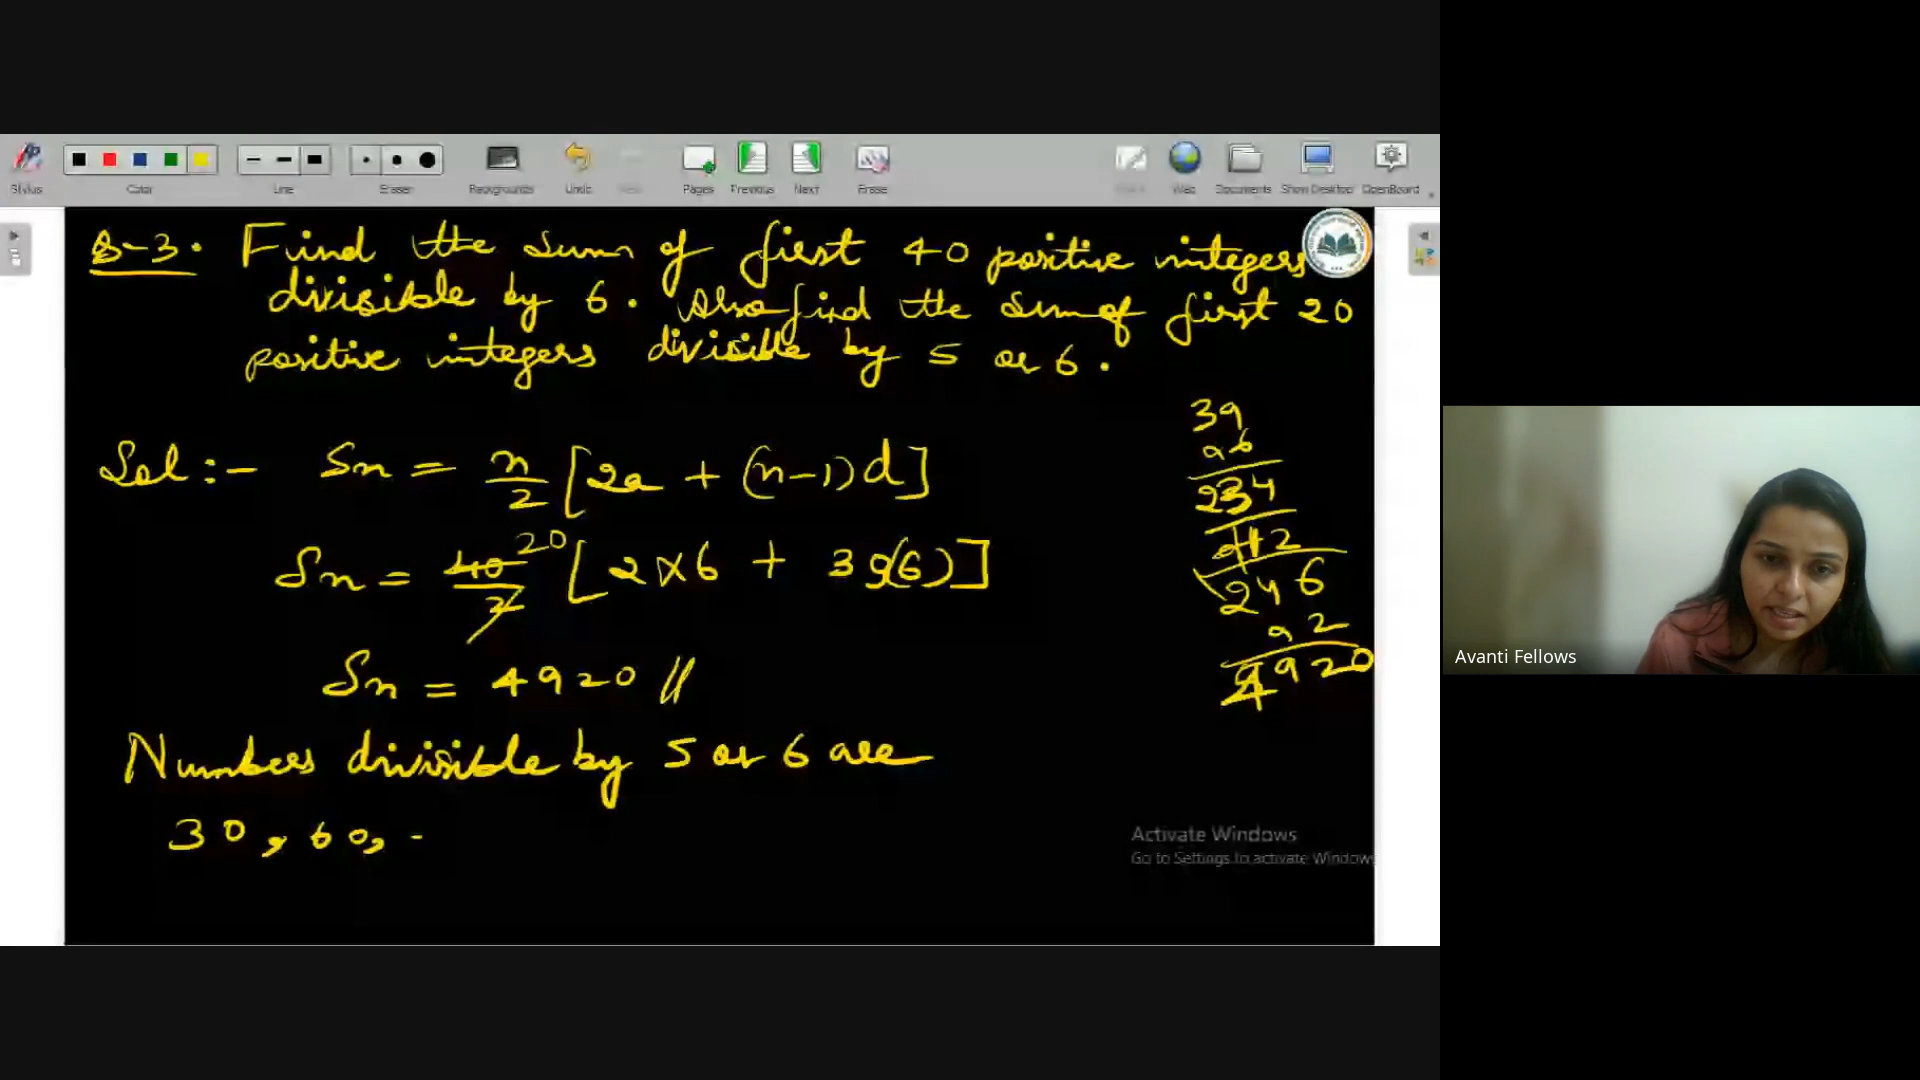 Stylus Color Line Eraser Backgrounds Undo Pages Previous Next Erase Web Documents Show Desktop OpenBoard
Q-3. Find the sum of first 40 positive integers
divisible by 6. Also find the sum of first 20
positive integers divisible by 5 or 6.
Sol :- Sn = n/2 [2a + (n-1)d]
Sn = 40/2 20 [2×6 + 39(6)]
Sn = 4920 //
Numbers divisible by 5 or 6 are
30, 60, -
39
234
12
246
2
4920
Activate Windows
Go to Settings to activate Windows
Avanti Fellows